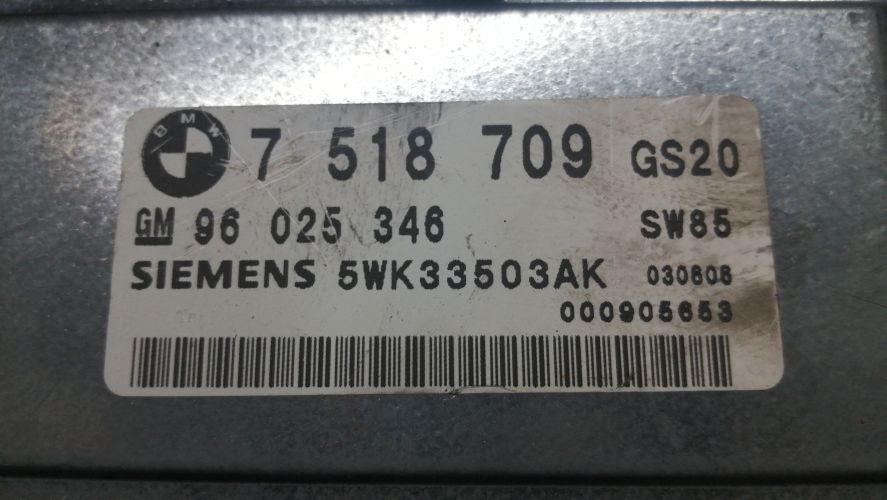 BMW 7 518 709 GS20
GM 96 025 346 SW85
SIEMENS 5WK33503AK 030606
000905653